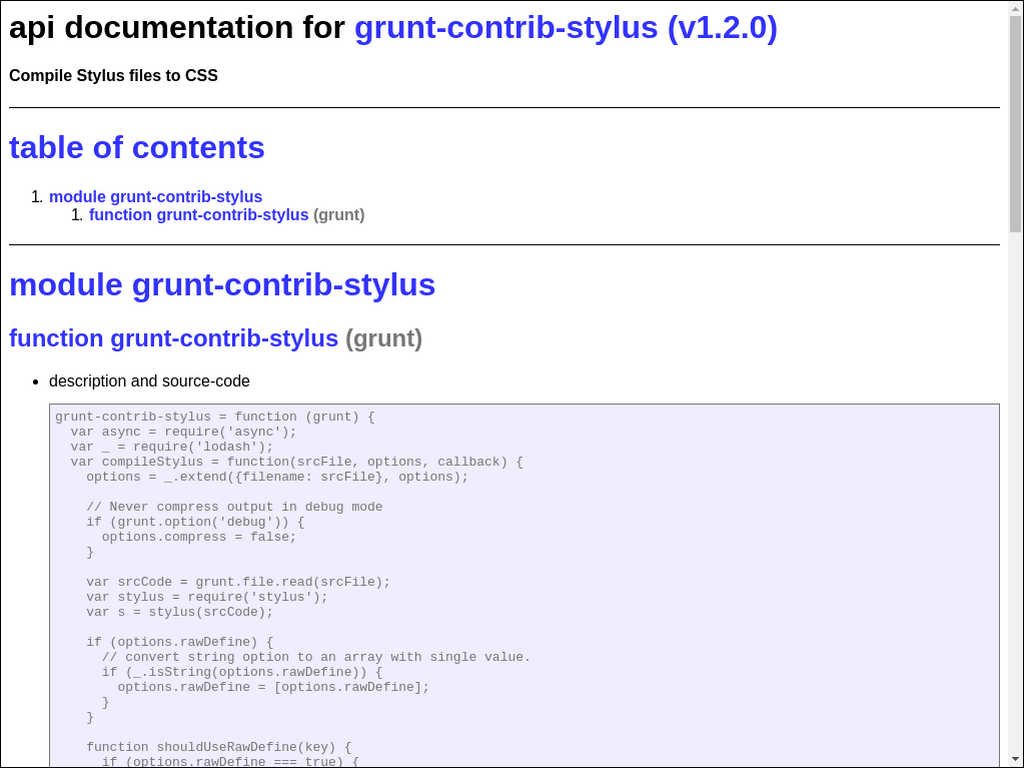 api documentation for grunt-contrib-stylus (v1.2.0)
Compile Stylus files to CSS
table of contents
1. module grunt-contrib-stylus
1. function grunt-contrib-stylus (grunt)
module grunt-contrib-stylus
function grunt-contrib-stylus (grunt)
• description and source-code
grunt-contrib-stylus = function (grunt) {
  var async = require('async');
  var _ = require('lodash');
  var compileStylus = function(srcFile, options, callback) {
    options = _.extend({filename: srcFile}, options);

    // Never compress output in debug mode
    if (grunt.option('debug')) {
      options.compress = false;
    }

    var srcCode = grunt.file.read(srcFile);
    var stylus = require('stylus');
    var s = stylus(srcCode);

    if (options.rawDefine) {
      // convert string option to an array with single value.
      if (_.isString(options.rawDefine)) {
        options.rawDefine = [options.rawDefine];
      }
    }

    function shouldUseRawDefine(key) {
      if (options.rawDefine === true) {